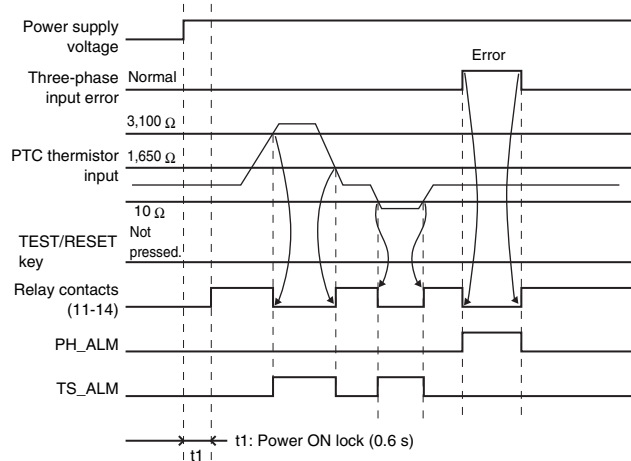 Power supply
voltage
Error
Three-phase
input error
Normal
3,100 Ω
PTC thermistor
input
1,650 Ω
10 Ω
TEST/RESET
key
Not
pressed.
Relay contacts
(11-14)
PH_ALM
TS_ALM
t1: Power ON lock (0.6 s)
t1